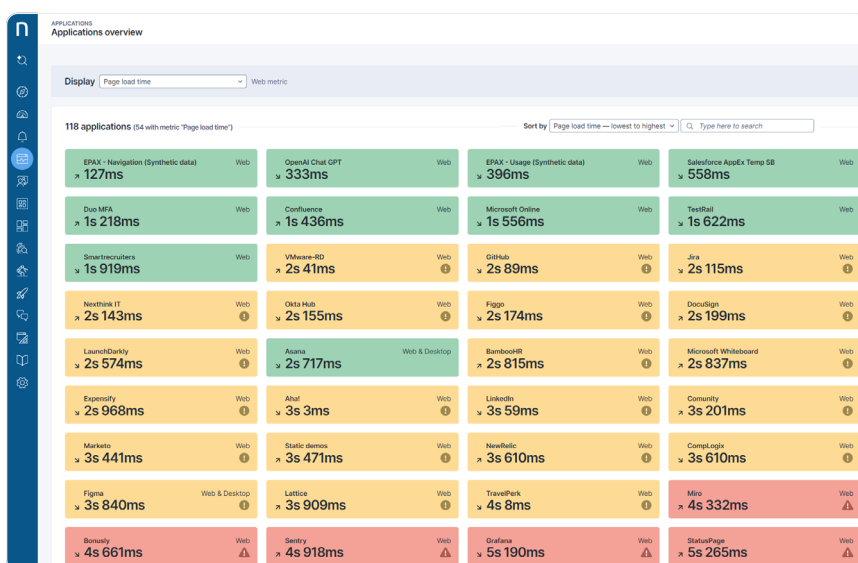 n
APPLICATIONS
Applications overview
Display Page load time Web metric
118 applications (54 with metric "Page load time") Sort by Page load time — lowest to highest Type here to search
EPAX - Navigation (Synthetic data) Web
127ms
OpenAI Chat GPT Web
333ms
EPAX - Usage (Synthetic data) Web
396ms
Salesforce AppEx Temp SB Web
558ms
Duo MFA Web
1s 218ms
Confluence Web
1s 436ms
Microsoft Online Web
1s 556ms
TestRail Web
1s 622ms
Smartrecruiters Web
1s 919ms
VMware-RD Web
2s 41ms
GitHub Web
2s 89ms
Jira Web
2s 115ms
Nexthink IT Web
2s 143ms
Okta Hub Web
2s 155ms
Figgo Web
2s 174ms
DocuSign Web
2s 199ms
LaunchDarkly Web
2s 574ms
Asana Web & Desktop
2s 717ms
BambooHR Web
2s 815ms
Microsoft Whiteboard Web
2s 837ms
Expensify Web
2s 968ms
Aha! Web
3s 3ms
LinkedIn Web
3s 59ms
Comunity Web
3s 201ms
Marketo Web
3s 441ms
Static demos Web
3s 471ms
NewRelic Web
3s 610ms
CompLogix Web
3s 610ms
Figma Web & Desktop
3s 840ms
Lattice Web
3s 909ms
TravelPerk Web
4s 8ms
Miro Web
4s 332ms
Bonusly Web
4s 661ms
Sentry Web
4s 918ms
Grafana Web
5s 190ms
StatusPage Web
5s 265ms